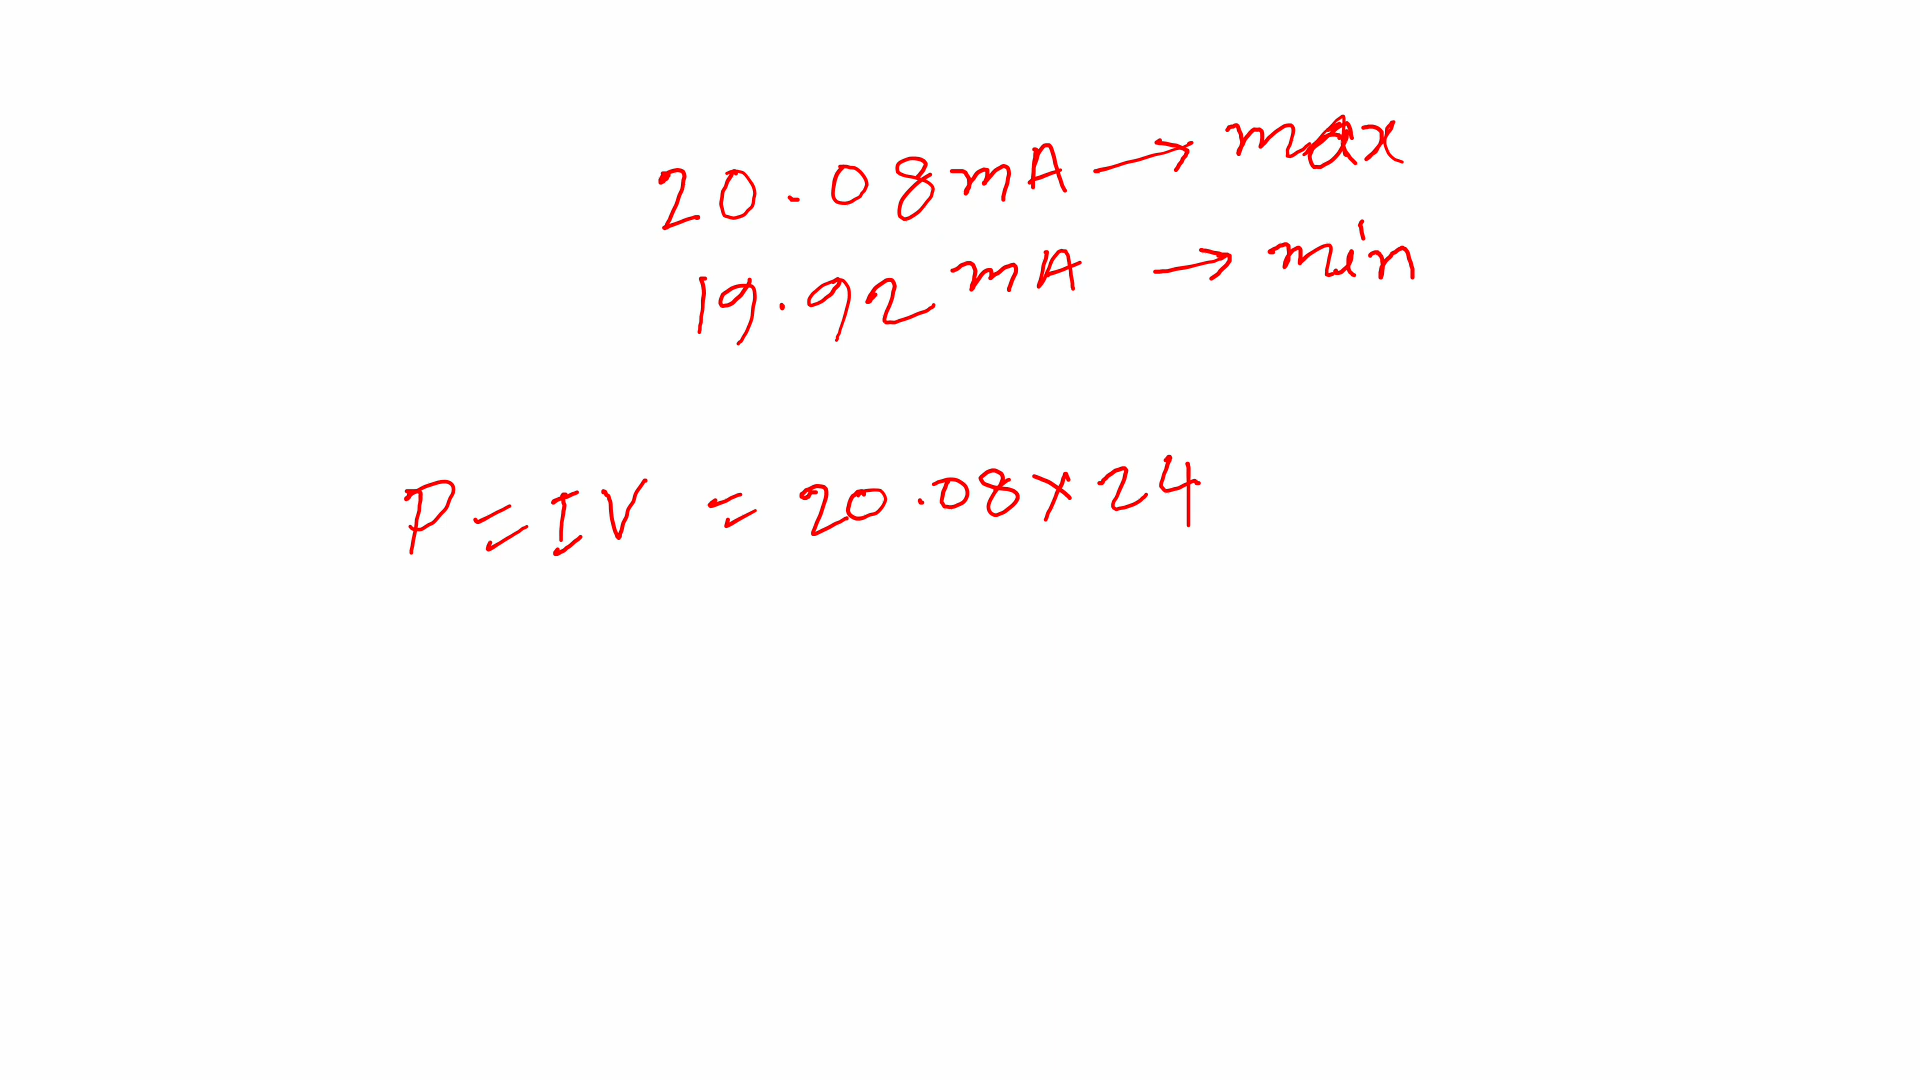 20.08mA → max
19.92mA → min
P = IV = 20.08 × 24